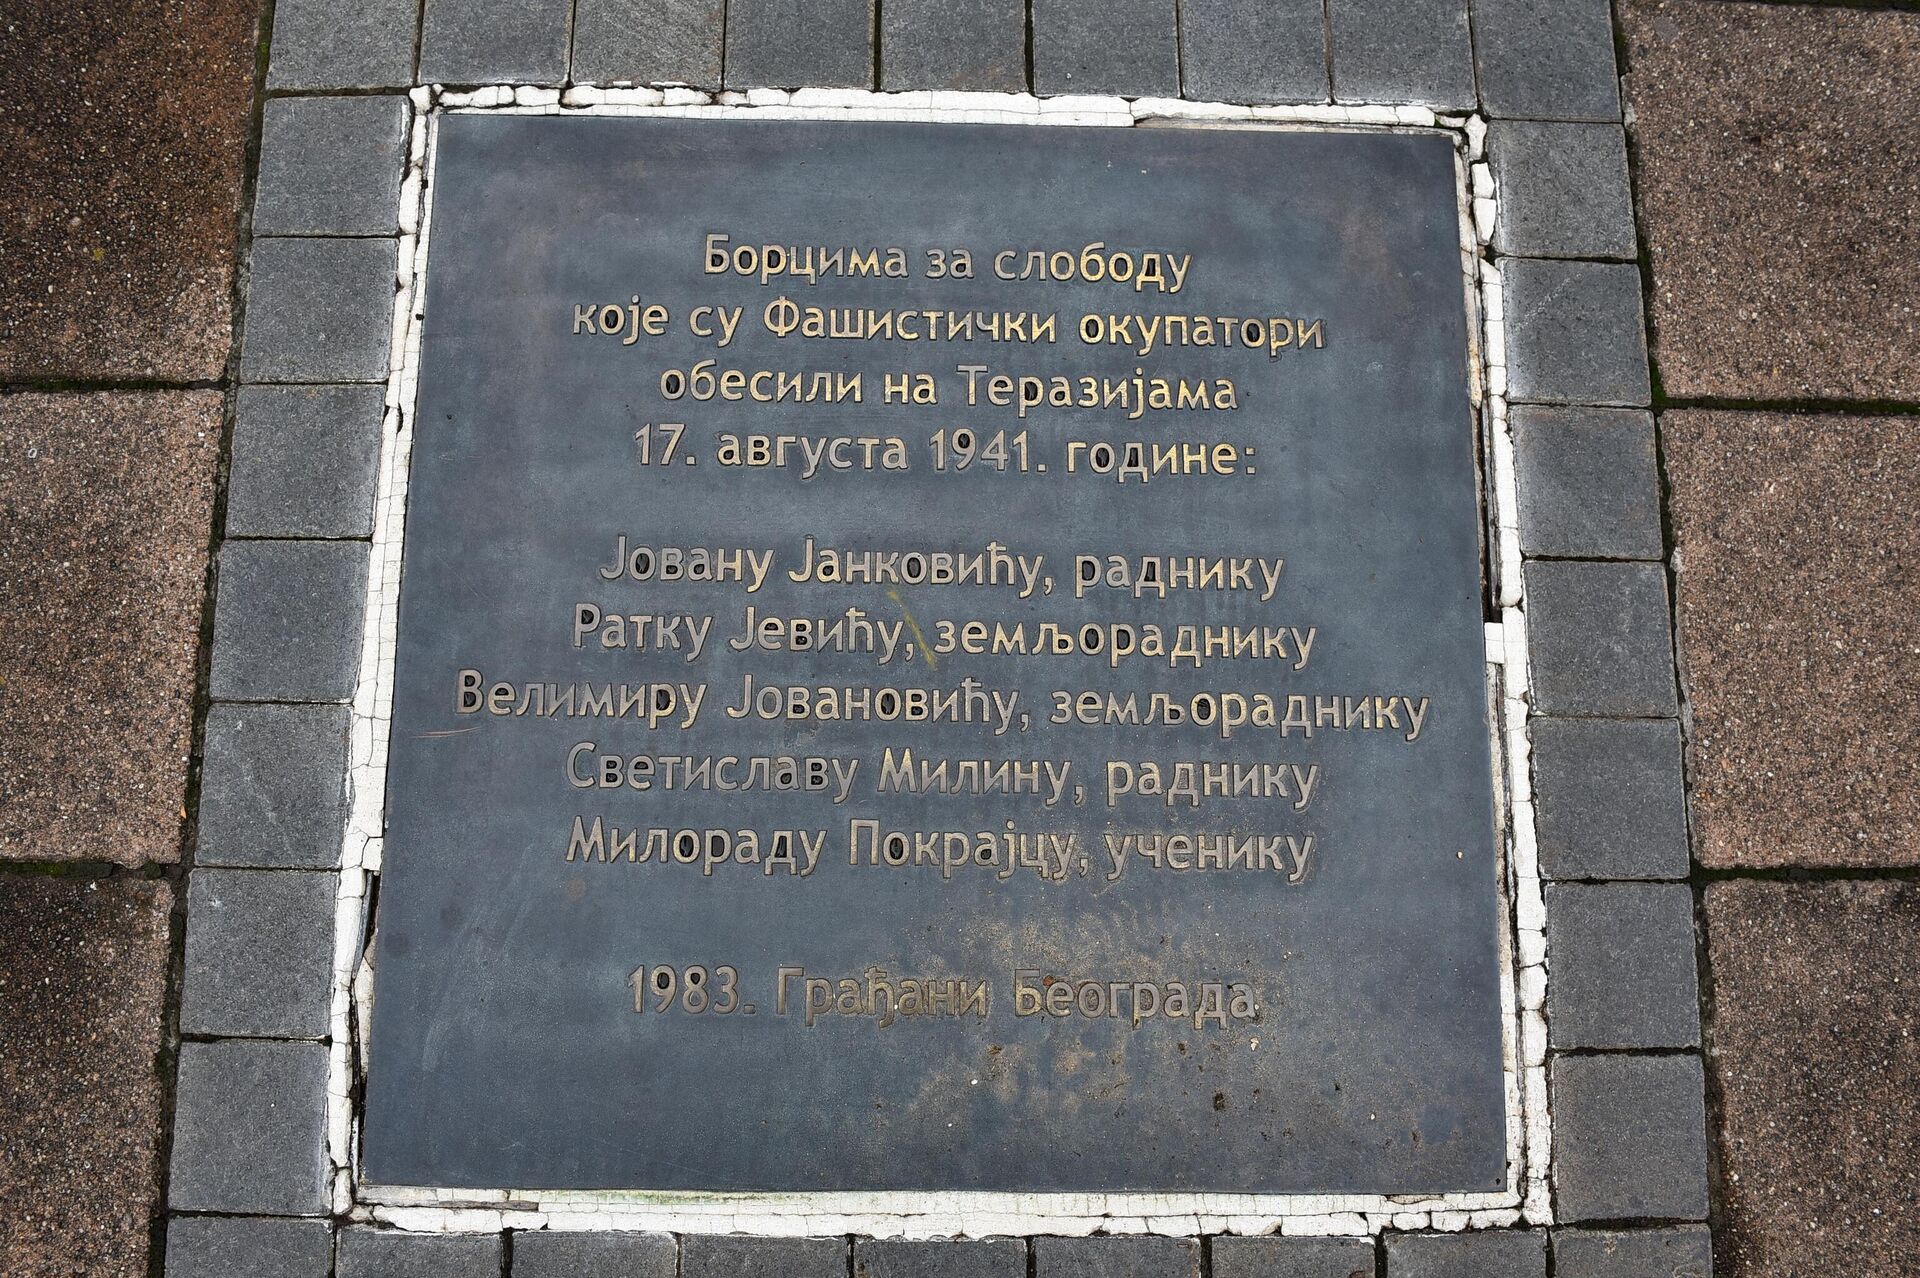 Борцима за слободу
које су Фашистички окупатори
обесили на Теразијама
17. августа 1941. године:
Јовану Јанковићу, раднику
Ратку Јевићу, земљораднику
Велимиру Јовановићу, земљораднику
Светиславу Милину, раднику
Милораду Покрајцу, ученику
1983. Грађани Београда